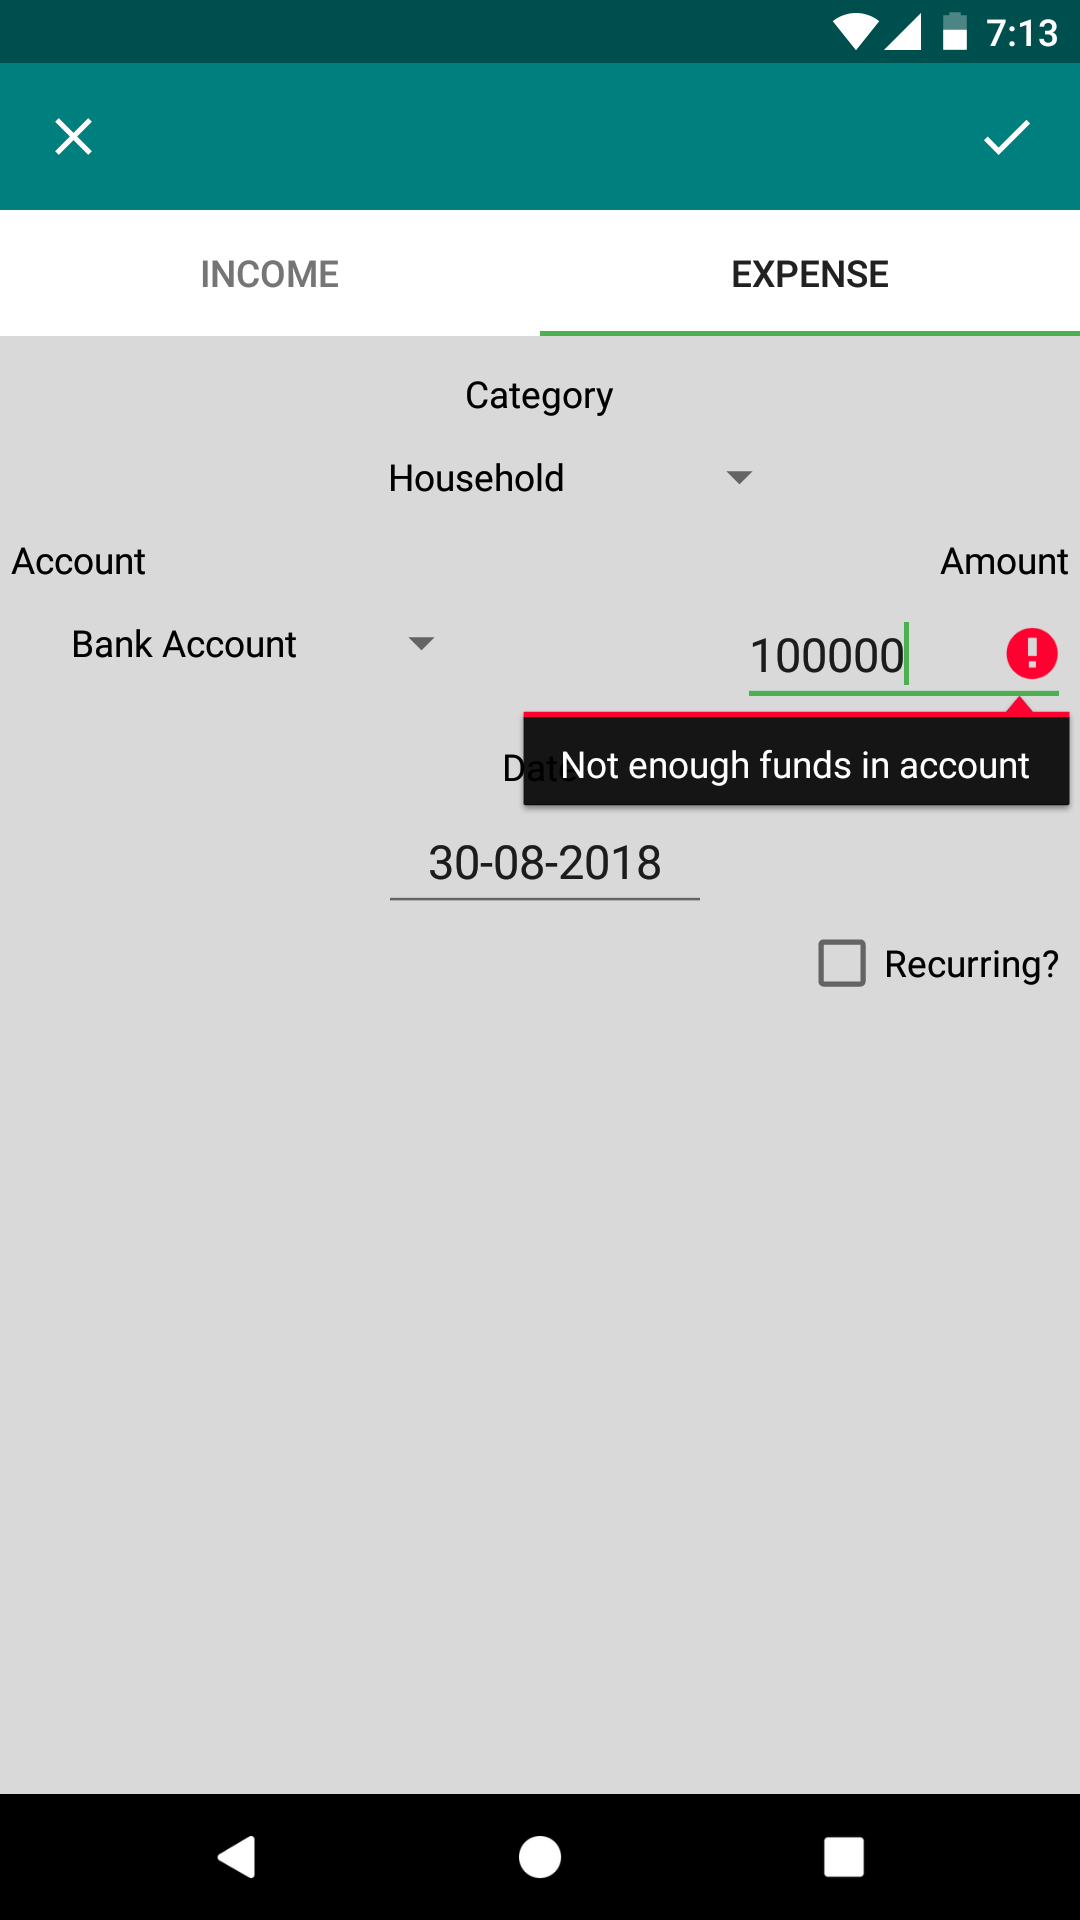 7:13
INCOME
EXPENSE
Category
Household
Account
Amount
Bank Account
100000
Date
Not enough funds in account
30-08-2018
Recurring?